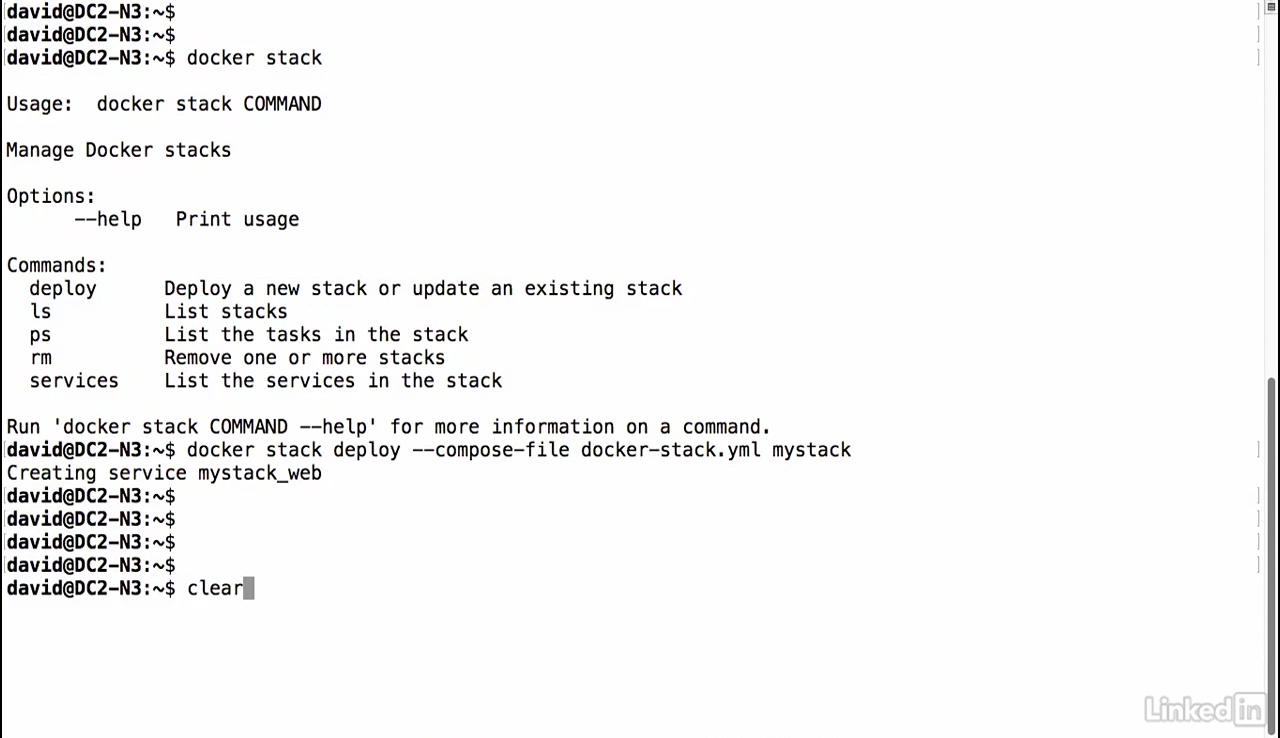 david@DC2-N3:~$
david@DC2-N3:~$
david@DC2-N3:~$ docker stack
Usage:  docker stack COMMAND
Manage Docker stacks
Options:
      --help   Print usage
Commands:
  deploy      Deploy a new stack or update an existing stack
  ls          List stacks
  ps          List the tasks in the stack
  rm          Remove one or more stacks
  services    List the services in the stack
Run 'docker stack COMMAND --help' for more information on a command.
david@DC2-N3:~$ docker stack deploy --compose-file docker-stack.yml mystack
Creating service mystack_web
david@DC2-N3:~$
david@DC2-N3:~$
david@DC2-N3:~$
david@DC2-N3:~$
david@DC2-N3:~$ clear
Linked in